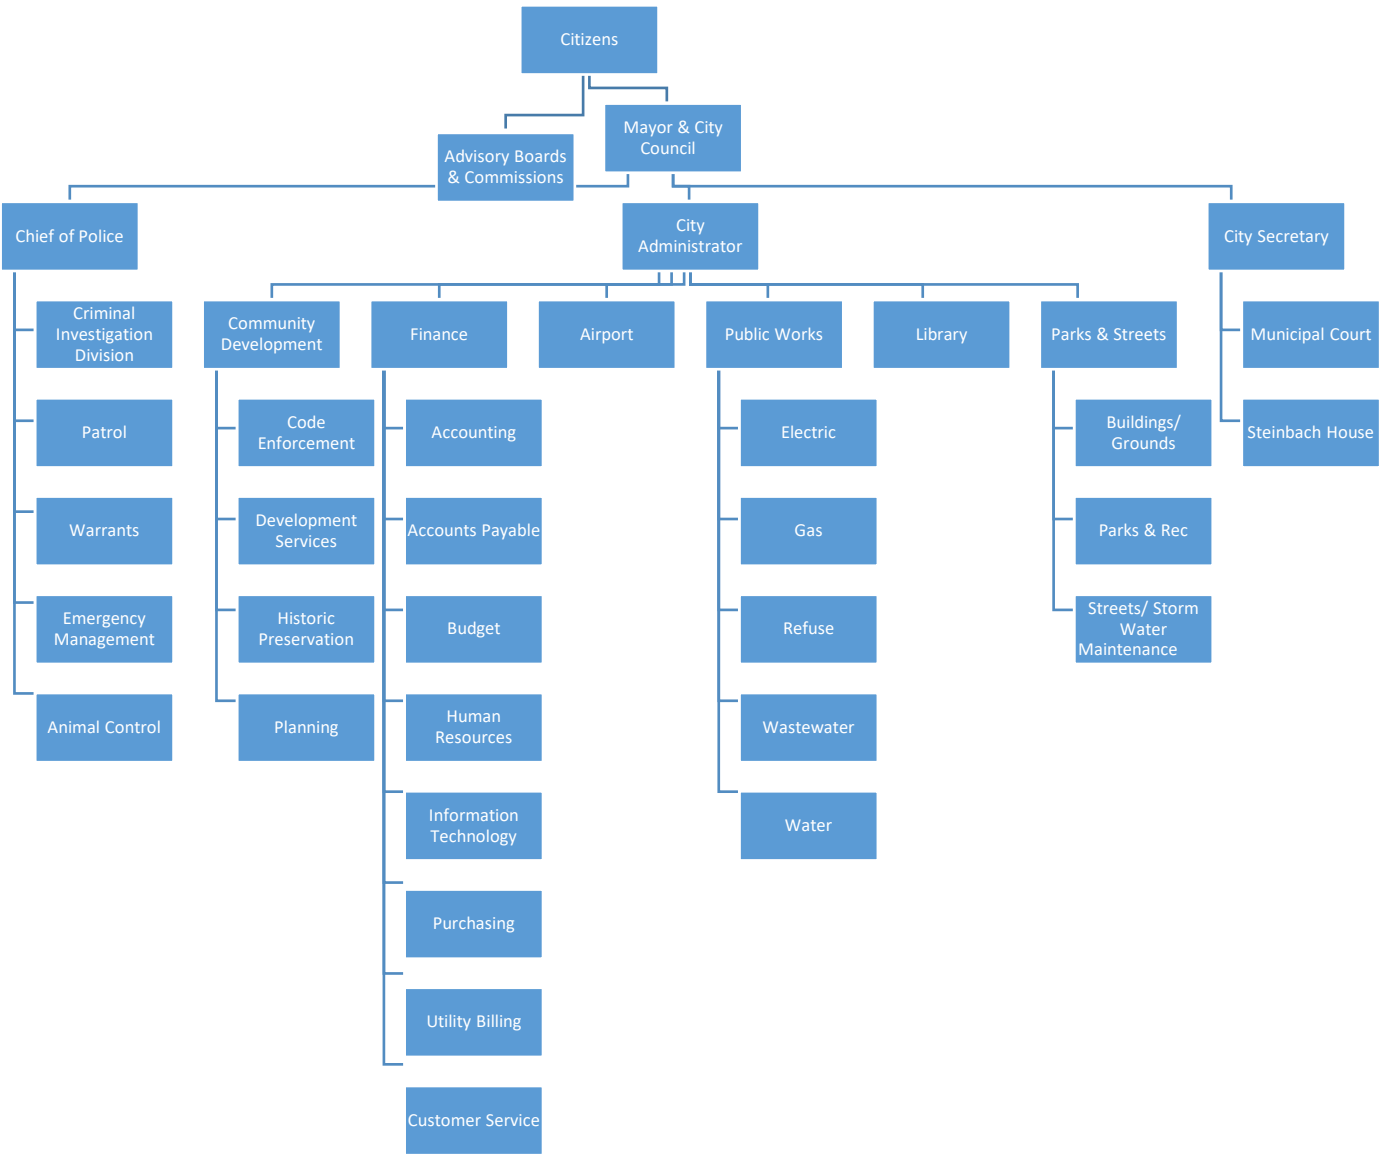 Citizens
Mayor & City
Council
Advisory Boards
& Commissions
Chief of Police
City
Administrator
City Secretary
Criminal
Investigation
Division
Patrol
Warrants
Emergency
Management
Animal Control
Community
Development
Code
Enforcement
Development
Services
Historic
Preservation
Planning
Finance
Accounting
Accounts Payable
Budget
Human
Resources
Information
Technology
Purchasing
Utility Billing
Customer Service
Airport
Public Works
Electric
Gas
Refuse
Wastewater
Water
Library
Parks & Streets
Buildings/
Grounds
Parks & Rec
Streets/ Storm
Water
Maintenance
Municipal Court
Steinbach House